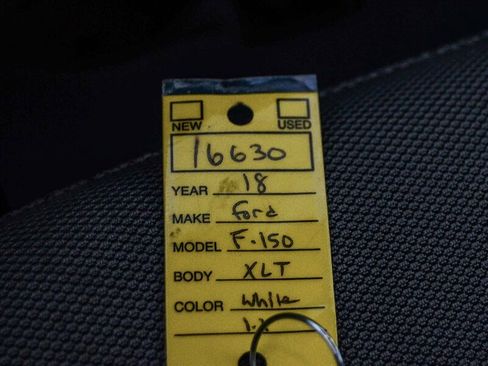 NEW USED
16630
YEAR 18
MAKE Ford
MODEL F-150
BODY XLT
COLOR White